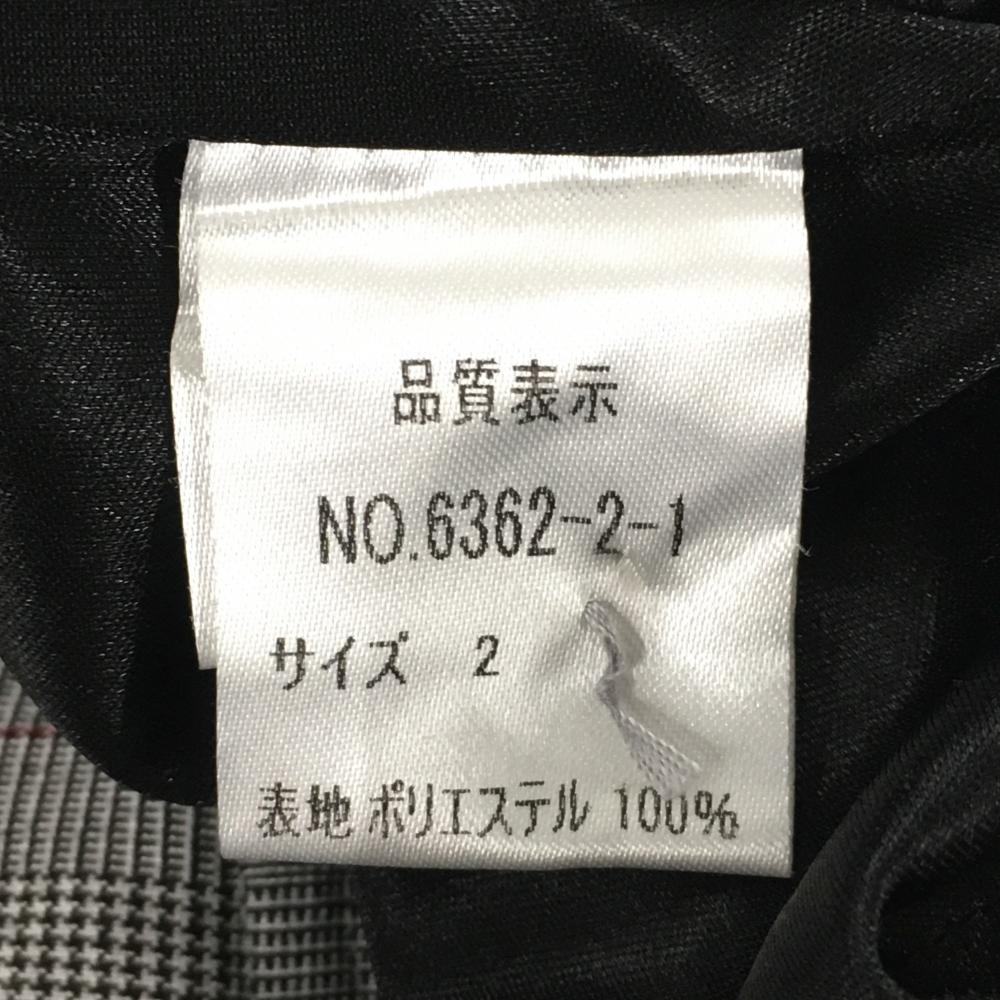 品質表示
NO.6362-2-1
サイズ 2
表地 ポリエステル 100%